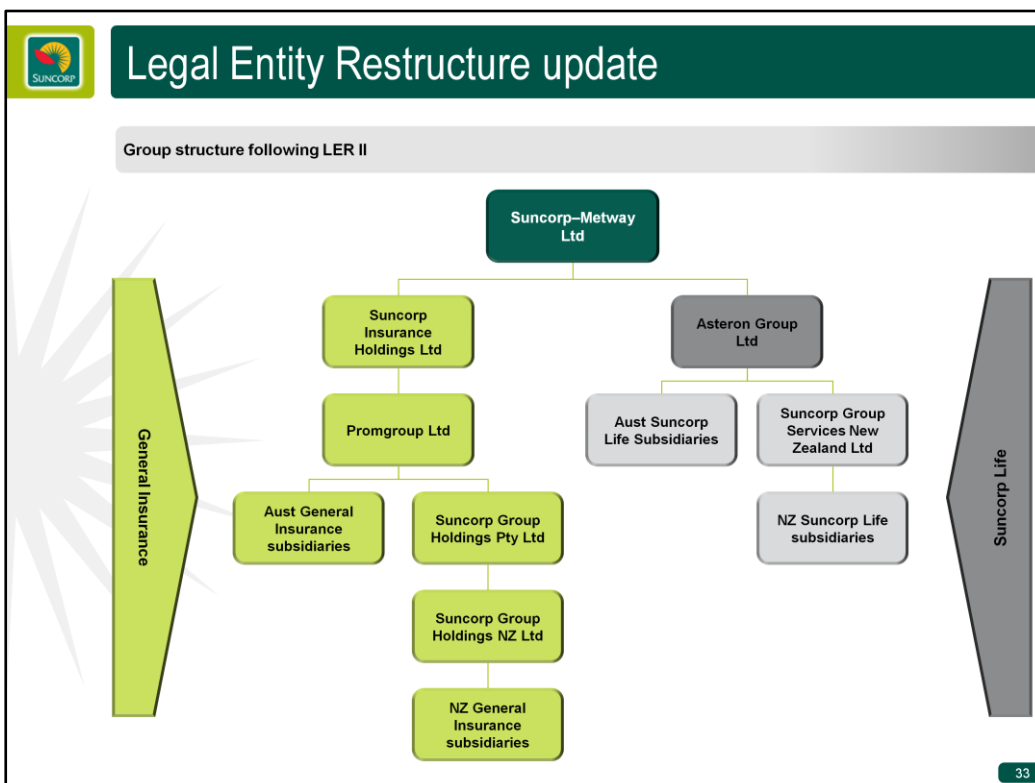 SUNCORP
Legal Entity Restructure update
Group structure following LER II
Suncorp–Metway
Ltd
Suncorp
Insurance
Holdings Ltd
Asteron Group
Ltd
Promgroup Ltd
Aust Suncorp
Life Subsidiaries
Suncorp Group
Services New
Zealand Ltd
General Insurance
Aust General
Insurance
subsidiaries
Suncorp Group
Holdings Pty Ltd
NZ Suncorp Life
subsidiaries
Suncorp Life
Suncorp Group
Holdings NZ Ltd
NZ General
Insurance
subsidiaries
33